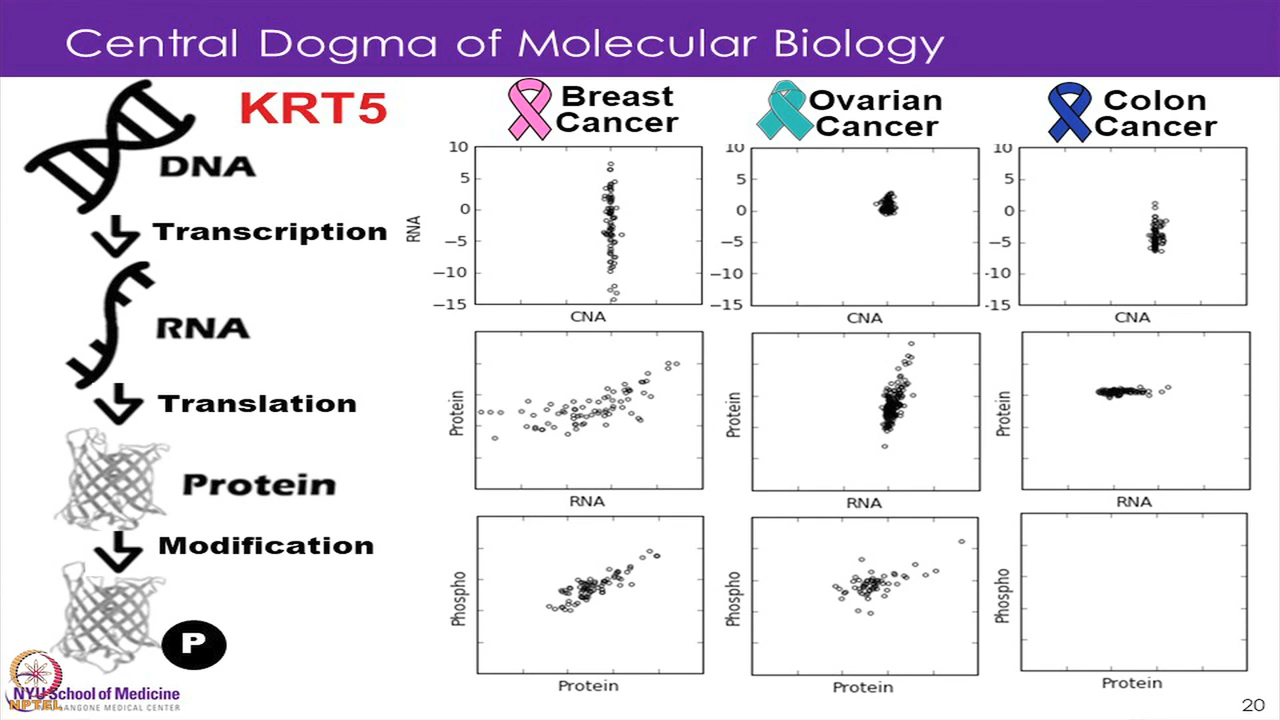 Central Dogma of Molecular Biology
KRT5
DNA
Transcription
RNA
Translation
Protein
Modification
P
Breast
Cancer
Ovarian
Cancer
Colon
Cancer
10
5
0
−5
−10
−15
RNA
CNA
10
5
0
−5
−10
−15
CNA
10
5
0
−5
-10
-15
CNA
Protein
RNA
Protein
RNA
Protein
RNA
Phospho
Protein
Phospho
Protein
Phospho
Protein
NYU School of Medicine
LANGONE MEDICAL CENTER
NPTEL
20